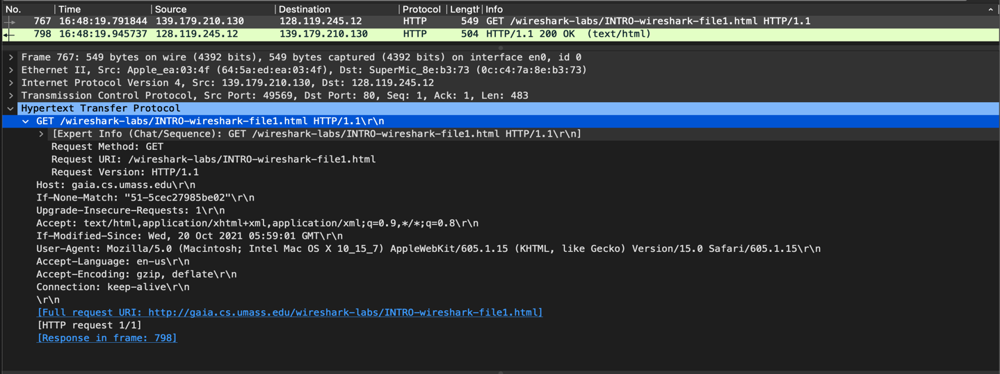 No. Time Source Destination Protocol Length Info
767 16:48:19.791844 139.179.210.130 128.119.245.12 HTTP 549 GET /wireshark-labs/INTRO-wireshark-file1.html HTTP/1.1
798 16:48:19.945737 128.119.245.12 139.179.210.130 HTTP 504 HTTP/1.1 200 OK (text/html)
Frame 767: 549 bytes on wire (4392 bits), 549 bytes captured (4392 bits) on interface en0, id 0
Ethernet II, Src: Apple_ea:03:4f (64:5a:ed:ea:03:4f), Dst: SuperMic_8e:b3:73 (0c:c4:7a:8e:b3:73)
Internet Protocol Version 4, Src: 139.179.210.130, Dst: 128.119.245.12
Transmission Control Protocol, Src Port: 49569, Dst Port: 80, Seq: 1, Ack: 1, Len: 483
Hypertext Transfer Protocol
GET /wireshark-labs/INTRO-wireshark-file1.html HTTP/1.1\r\n
[Expert Info (Chat/Sequence): GET /wireshark-labs/INTRO-wireshark-file1.html HTTP/1.1\r\n]
Request Method: GET
Request URI: /wireshark-labs/INTRO-wireshark-file1.html
Request Version: HTTP/1.1
Host: gaia.cs.umass.edu\r\n
If-None-Match: "51-5cec27985be02"\r\n
Upgrade-Insecure-Requests: 1\r\n
Accept: text/html,application/xhtml+xml,application/xml;q=0.9,*/*;q=0.8\r\n
If-Modified-Since: Wed, 20 Oct 2021 05:59:01 GMT\r\n
User-Agent: Mozilla/5.0 (Macintosh; Intel Mac OS X 10_15_7) AppleWebKit/605.1.15 (KHTML, like Gecko) Version/15.0 Safari/605.1.15\r\n
Accept-Language: en-us\r\n
Accept-Encoding: gzip, deflate\r\n
Connection: keep-alive\r\n
\r\n
[Full request URI: http://gaia.cs.umass.edu/wireshark-labs/INTRO-wireshark-file1.html]
[HTTP request 1/1]
[Response in frame: 798]